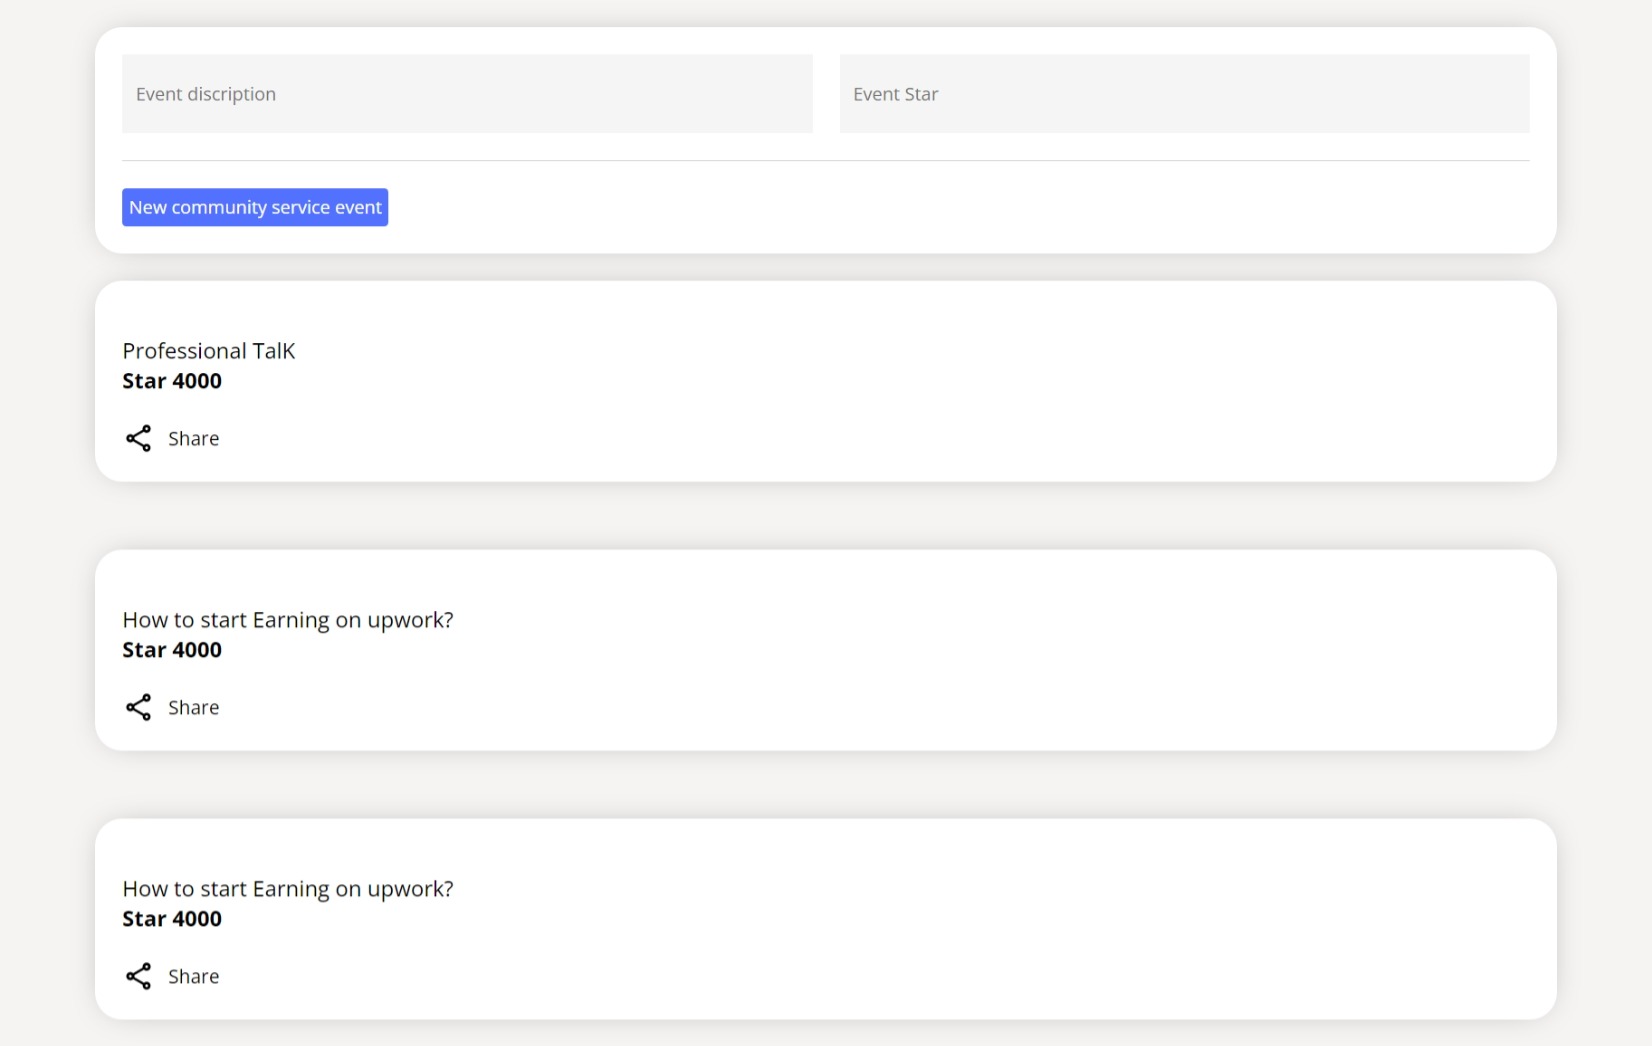 Event discription
Event Star
New community service event
Professional TalK
Star 4000
Share
How to start Earning on upwork?
Star 4000
Share
How to start Earning on upwork?
Star 4000
Share